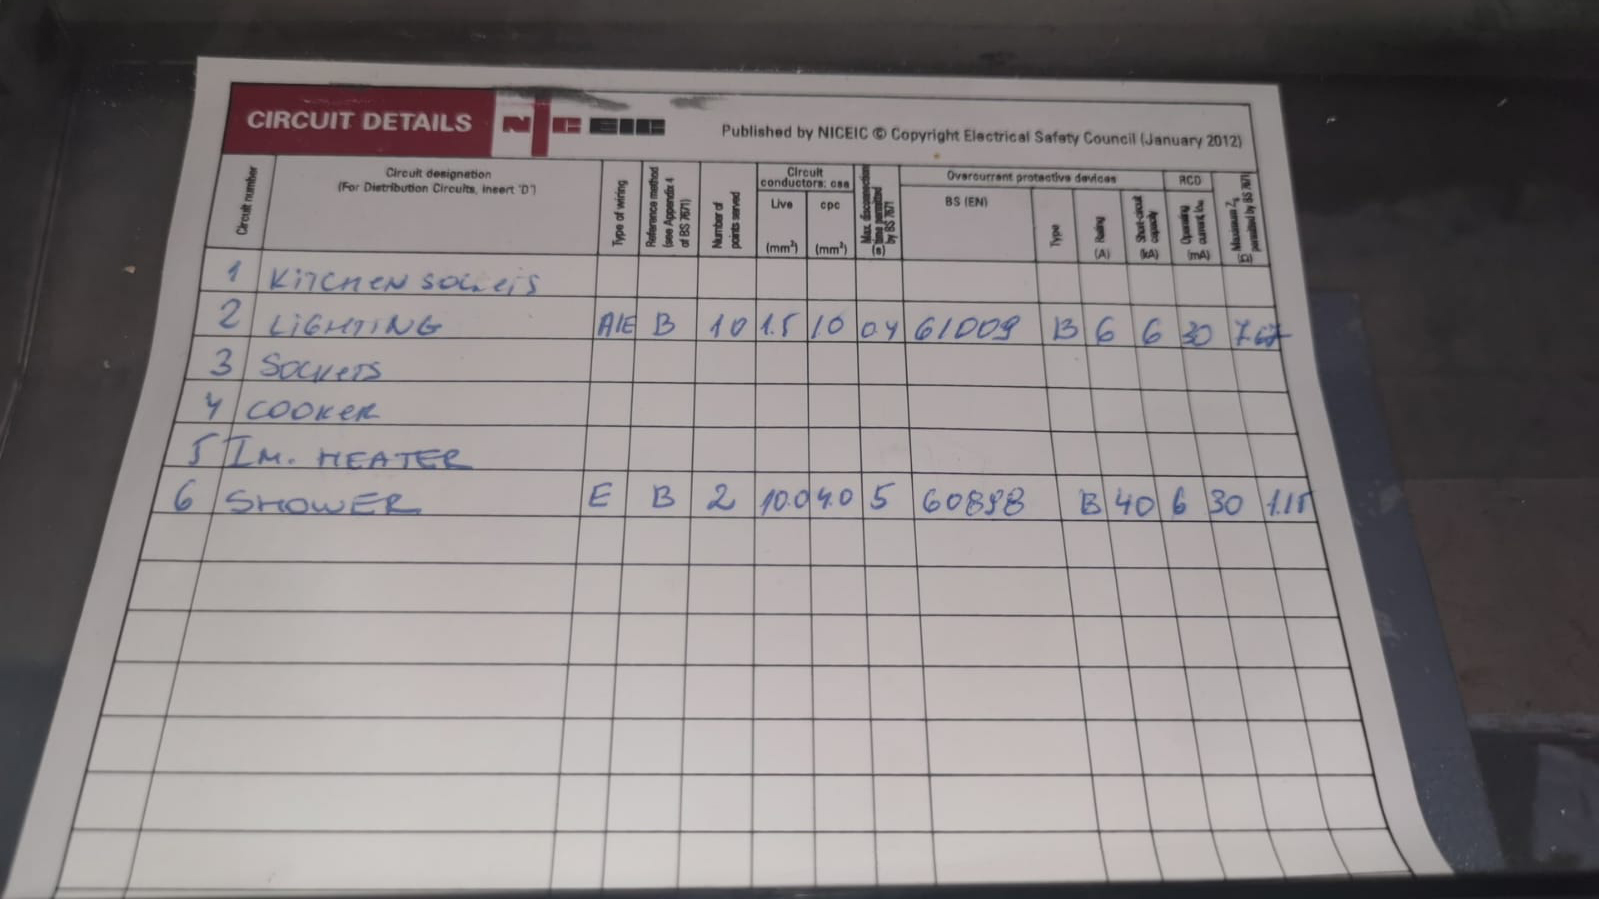 CIRCUIT DETAILS
NICEIC
Published by NICEIC © Copyright Electrical Safety Council (January 2012)
Circuit number
Circuit designation
(For Distribution Circuits, Insert 'D')
Type of wiring
Reference method
(see Appendix 4
of BS 7671)
Number of
points served
Circuit
conductors: csa
Live
(mm²)
cpc
(mm²)
Max. disconnection
time permitted
by BS 7671
(s)
Overcurrent protective devices
BS (EN)
Type
Rating
(A)
Short-circuit
capacity
(kA)
RCD
Operating
current, I∆n
(mA)
Maximum Zs
permitted by BS 7671
(Ω)
1 KITCHEN SOCKETS
2 LIGHTING A/E B 10 1.5 1.0 0.4 61009 B 6 6 30 7.67
3 SOCKETS
4 COOKER
5 IM. HEATER
6 SHOWER E B 2 10.0 4.0 5 60898 B 40 6 30 1.15